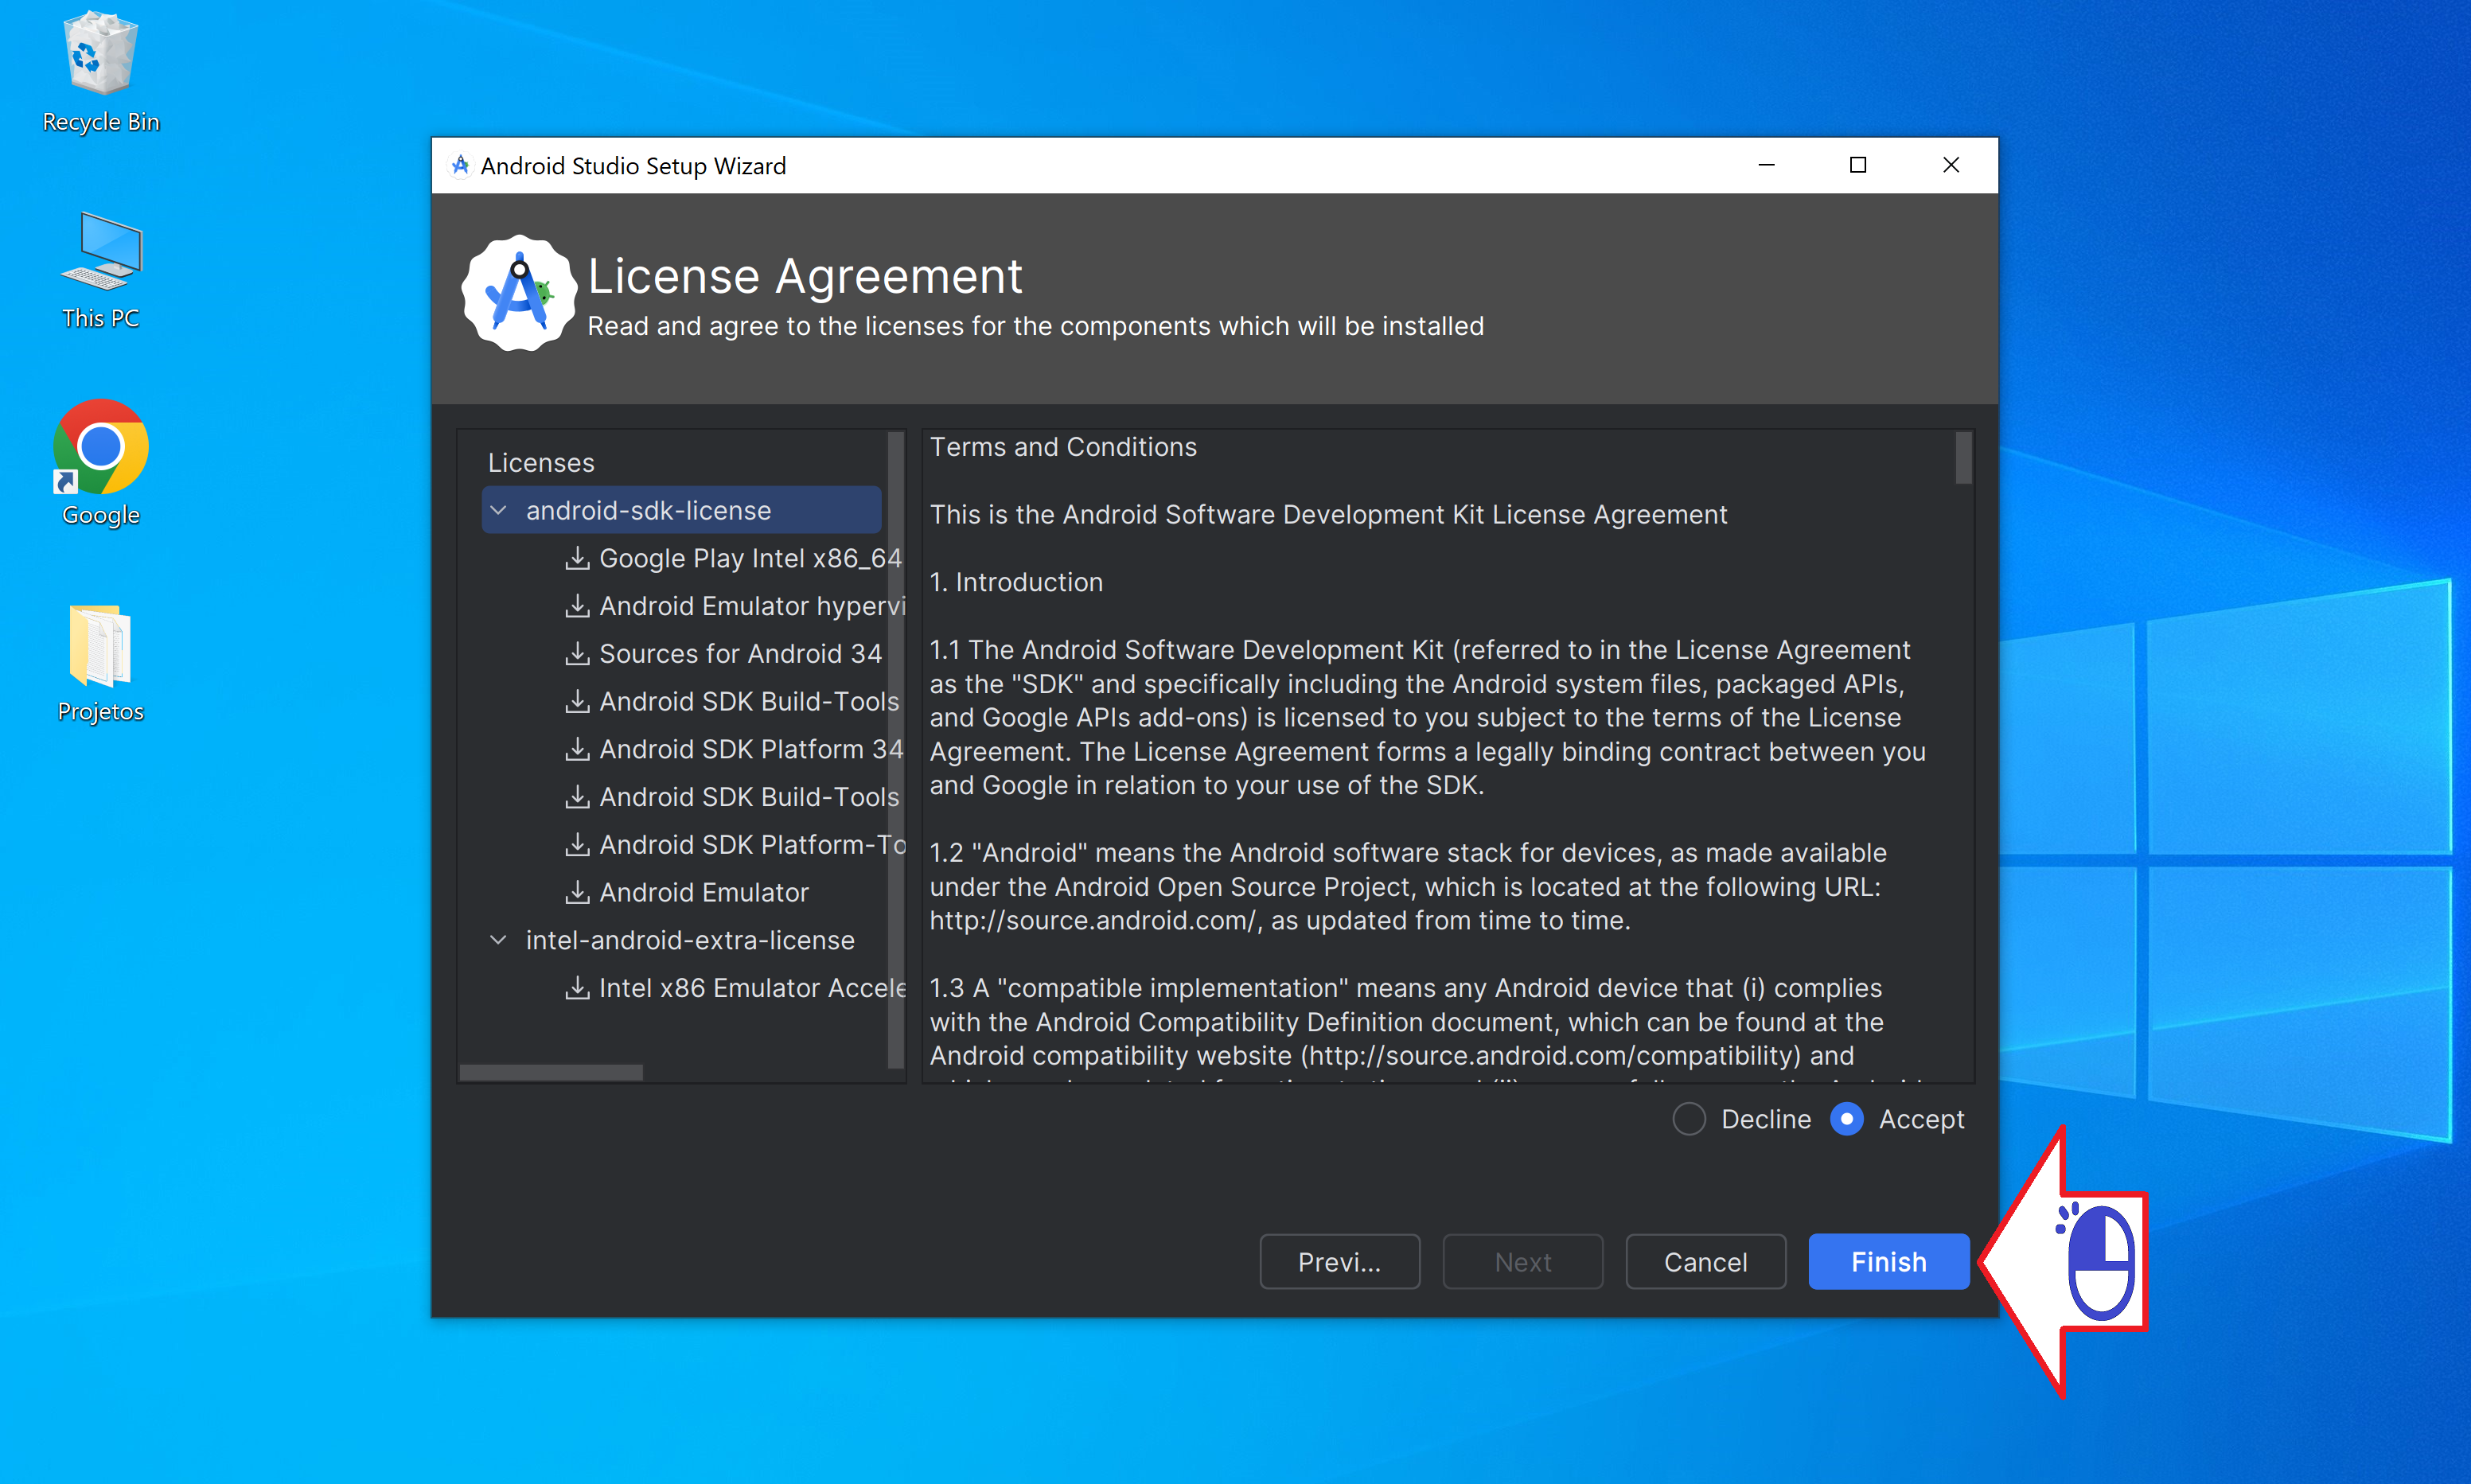 Recycle Bin
This PC
Google
Projetos
Android Studio Setup Wizard
License Agreement
Read and agree to the licenses for the components which will be installed
Licenses
android-sdk-license
Google Play Intel x86_64
Android Emulator hypervi
Sources for Android 34
Android SDK Build-Tools
Android SDK Platform 34
Android SDK Build-Tools
Android SDK Platform-To
Android Emulator
intel-android-extra-license
Intel x86 Emulator Accele
Terms and Conditions
This is the Android Software Development Kit License Agreement
1. Introduction
1.1 The Android Software Development Kit (referred to in the License Agreement
as the "SDK" and specifically including the Android system files, packaged APIs,
and Google APIs add-ons) is licensed to you subject to the terms of the License
Agreement. The License Agreement forms a legally binding contract between you
and Google in relation to your use of the SDK.
1.2 "Android" means the Android software stack for devices, as made available
under the Android Open Source Project, which is located at the following URL:
http://source.android.com/, as updated from time to time.
1.3 A "compatible implementation" means any Android device that (i) complies
with the Android Compatibility Definition document, which can be found at the
Android compatibility website (http://source.android.com/compatibility) and
Decline
Accept
Previ...
Next
Cancel
Finish